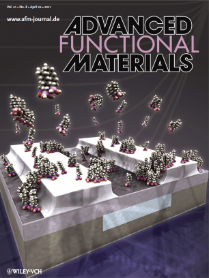 www.afm-journal.de
ADVANCED
FUNCTIONAL
MATERIALS
WILEY-VCH